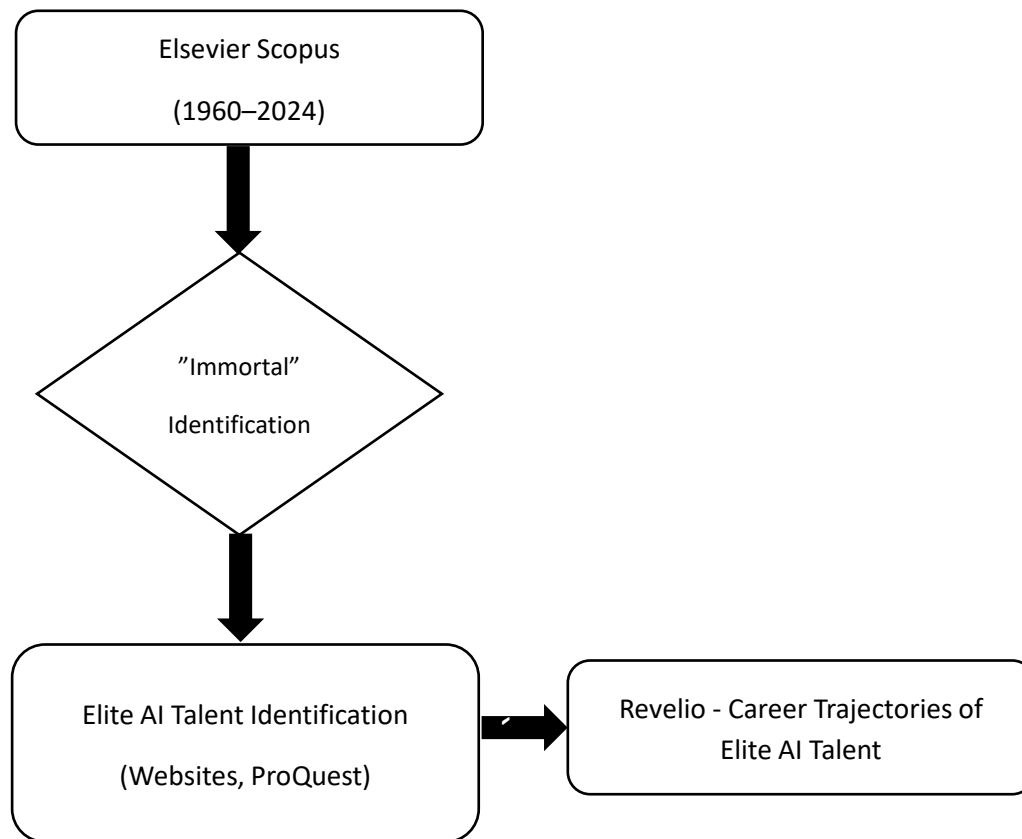 Elsevier Scopus
(1960–2024)
”Immortal”
Identification
Elite AI Talent Identification
(Websites, ProQuest)
Revelio - Career Trajectories of
Elite AI Talent